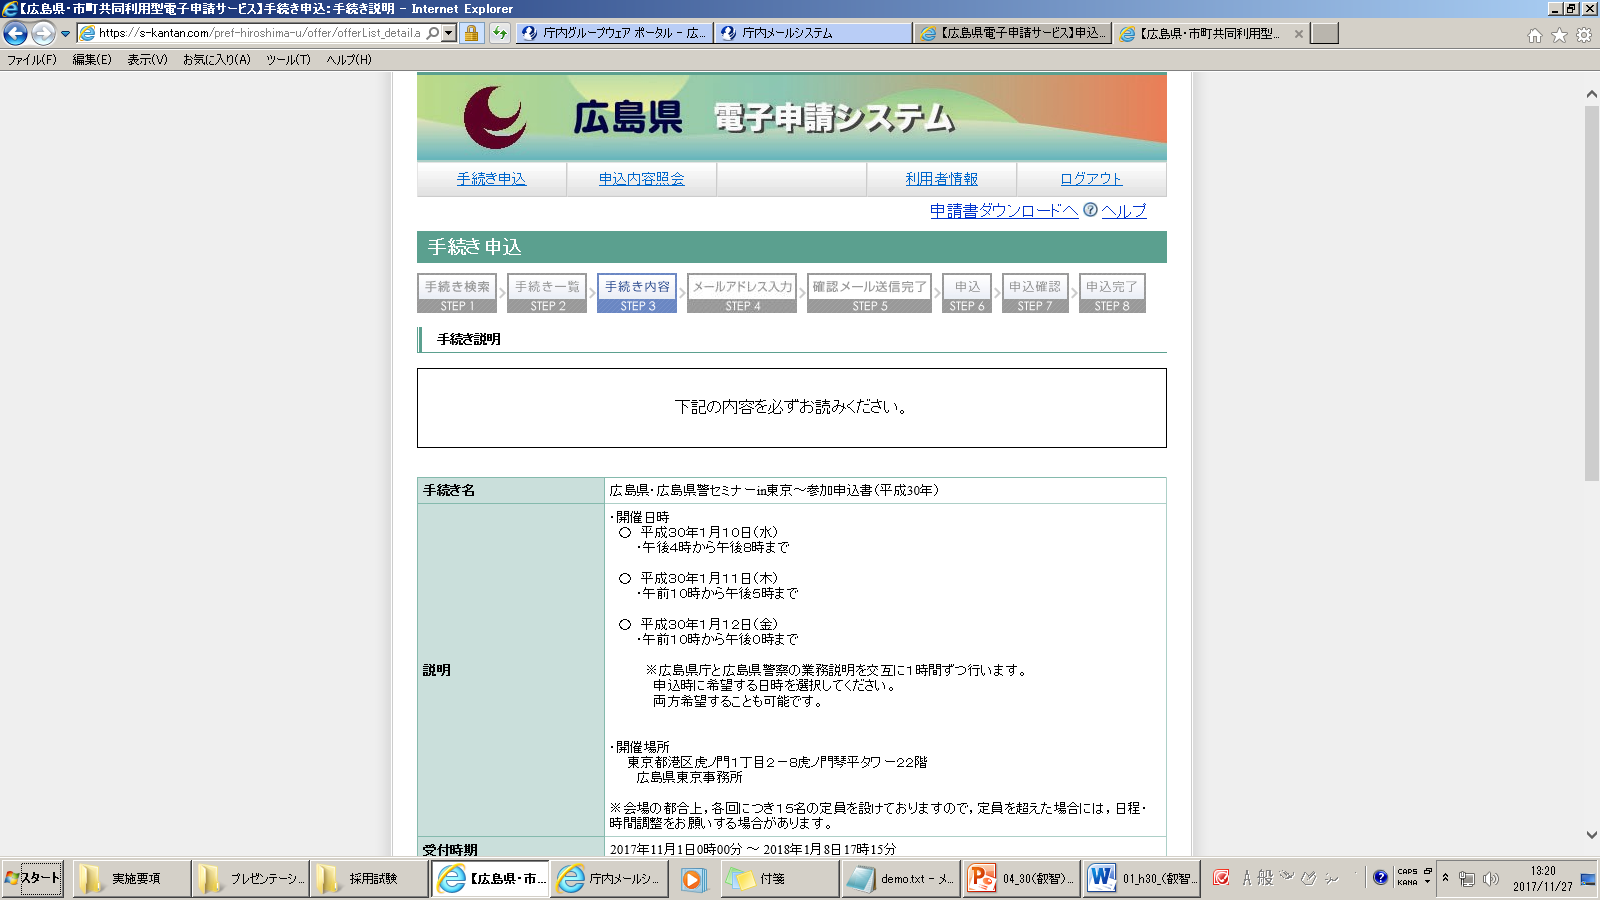 【広島県・市町共同利用型電子申請サービス】手続き申込：手続き説明 - Internet Explorer
https://s-kantan.com/pref-hiroshima-u/offer/offerList_detail.a
庁内グループウェア ポータル - 広...
庁内メールシステム
【広島県電子申請サービス】申込...
【広島県・市町共同利用型...
ファイル(F) 編集(E) 表示(V) お気に入り(A) ツール(T) ヘルプ(H)
広島県 電子申請システム
手続き申込 申込内容照会 利用者情報 ログアウト
申請書ダウンロードへ ヘルプ
手続き申込
手続き検索 手続き一覧 手続き内容 メールアドレス入力 確認メール送信完了 申込 申込確認 申込完了
STEP 1 STEP 2 STEP 3 STEP 4 STEP 5 STEP 6 STEP 7 STEP 8
手続き説明
下記の内容を必ずお読みください。
手続き名 広島県・広島県警セミナーin東京～参加申込書（平成30年）
説明
・開催日時
○ 平成３０年１月１０日（水）
・午後４時から午後８時まで
○ 平成３０年１月１１日（木）
・午前１０時から午後５時まで
○ 平成３０年１月１２日（金）
・午前１０時から午後０時まで
※広島県庁と広島県警察の業務説明を交互に１時間ずつ行います。
申込時に希望する日時を選択してください。
両方希望することも可能です。
・開催場所
東京都港区虎ノ門１丁目２－８虎ノ門琴平タワー２２階
広島県東京事務所
※会場の都合上，各回につき１５名の定員を設けておりますので，定員を超えた場合には，日程・
時間調整をお願いする場合があります。
受付時期 2017年11月1日0時00分 ～ 2018年1月8日17時15分
スタート 実施要項 プレゼンテーシ... 採用試験 【広島県・市... 庁内メールシ... 付箋 demo.txt - メ... 04_30(叡智)... 01_h30_(叡智... A 般 CAPS KANA 13:20
2017/11/27